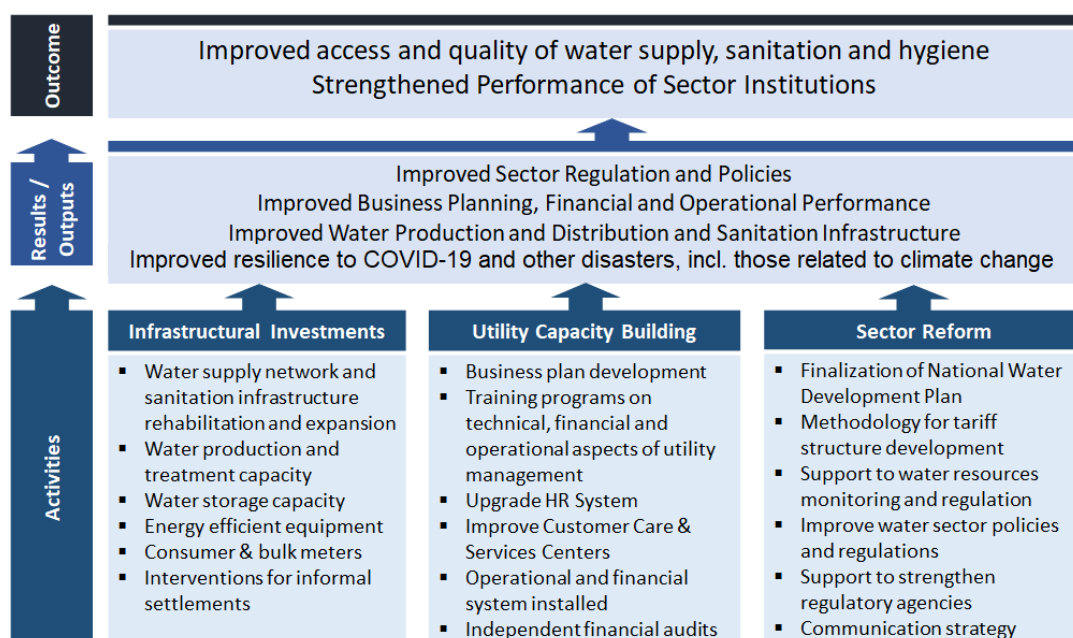 Outcome
Improved access and quality of water supply, sanitation and hygiene
Strengthened Performance of Sector Institutions
Results /
Outputs
Improved Sector Regulation and Policies
Improved Business Planning, Financial and Operational Performance
Improved Water Production and Distribution and Sanitation Infrastructure
Improved resilience to COVID-19 and other disasters, incl. those related to climate change
Activities
Infrastructural Investments
▪ Water supply network and
sanitation infrastructure
rehabilitation and expansion
▪ Water production and
treatment capacity
▪ Water storage capacity
▪ Energy efficient equipment
▪ Consumer & bulk meters
▪ Interventions for informal
settlements
Utility Capacity Building
▪ Business plan development
▪ Training programs on
technical, financial and
operational aspects of utility
management
▪ Upgrade HR System
▪ Improve Customer Care &
Services Centers
▪ Operational and financial
system installed
▪ Independent financial audits
Sector Reform
▪ Finalization of National Water
Development Plan
▪ Methodology for tariff
structure development
▪ Support to water resources
monitoring and regulation
▪ Improve water sector policies
and regulations
▪ Support to strengthen
regulatory agencies
▪ Communication strategy